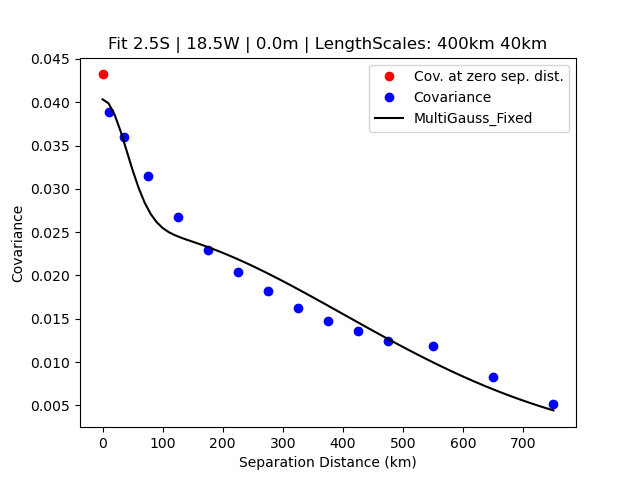 Fit 2.5S | 18.5W | 0.0m | LengthScales: 400km 40km
Cov. at zero sep. dist.
Covariance
MultiGauss_Fixed
Covariance
0.045
0.040
0.035
0.030
0.025
0.020
0.015
0.010
0.005
0 100 200 300 400 500 600 700
Separation Distance (km)